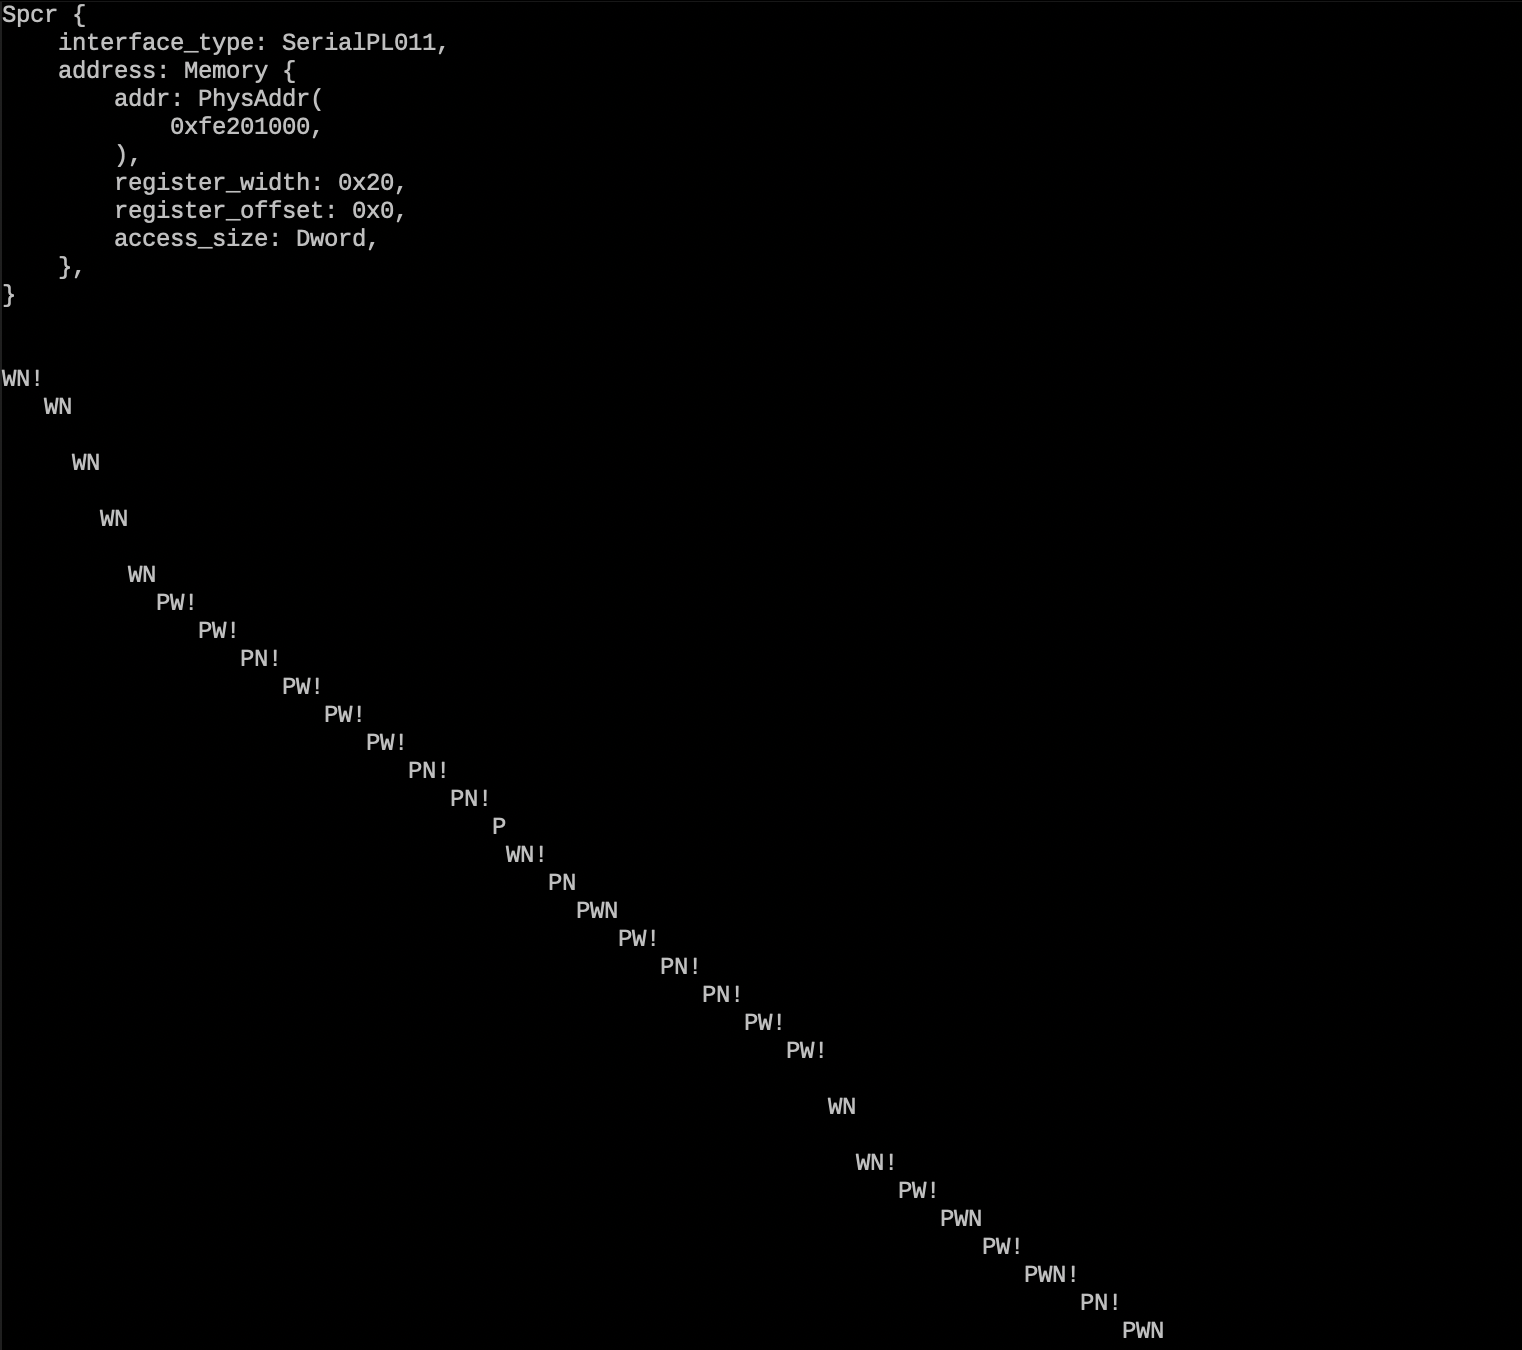 Spcr {
    interface_type: SerialPL011,
    address: Memory {
        addr: PhysAddr(
            0xfe201000,
        ),
        register_width: 0x20,
        register_offset: 0x0,
        access_size: Dword,
    },
}
WN!
   WN
     WN
       WN
         WN
           PW!
              PW!
                 PN!
                    PW!
                       PW!
                          PW!
                             PN!
                                PN!
                                   P
                                    WN!
                                       PN
                                         PWN
                                            PW!
                                               PN!
                                                  PN!
                                                     PW!
                                                        PW!
                                                           WN
                                                             WN!
                                                                PW!
                                                                   PWN
                                                                      PW!
                                                                         PWN!
                                                                             PN!
                                                                                PWN